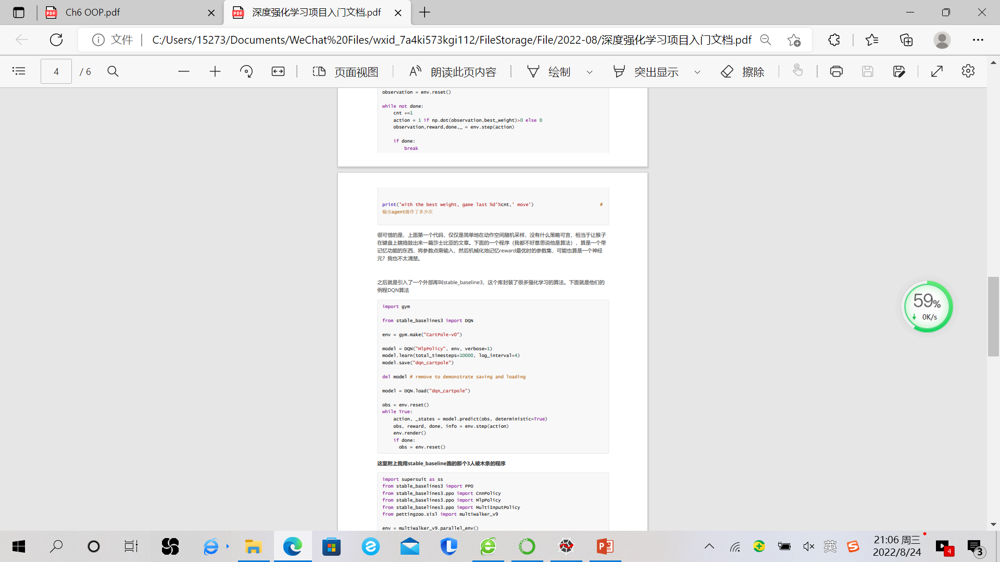 Ch6 OOP.pdf
深度强化学习项目入门文档.pdf
文件
C:/Users/15273/Documents/WeChat%20Files/wxid_7a4ki573kgi112/FileStorage/File/2022-08/深度强化学习项目入门文档.pdf
4 / 6
页面视图
朗读此页内容
绘制
突出显示
擦除
observation = env.reset()
while not done:
cnt +=1
action = 1 if np.dot(observation,best_weight)>0 else 0
observation,reward,done,_ = env.step(action)
if done:
break
print('with the best weight, game last %d'%cnt,' move') #
输出agent操作了多少次
很可惜的是，上面第一个代码，仅仅是简单地在动作空间随机采样，没有什么策略可言，相当于让猴子
在键盘上瞎捣鼓出来一篇莎士比亚的文章。下面的一个程序（我都不好意思说他是算法），算是一个带
记忆功能的东西，将参数点乘输入，然后机械化地记忆reward最优时的参数集，可能也算是一个神经
元？我也不太清楚。
之后就是引入了一个外部库叫stable_baseline3，这个库封装了很多强化学习的算法。下面就是他们的
例程DQN算法
import gym
from stable_baselines3 import DQN
env = gym.make("CartPole-v0")
model = DQN("MlpPolicy", env, verbose=1)
model.learn(total_timesteps=10000, log_interval=4)
model.save("dqn_cartpole")
del model # remove to demonstrate saving and loading
model = DQN.load("dqn_cartpole")
obs = env.reset()
while True:
action, _states = model.predict(obs, deterministic=True)
obs, reward, done, info = env.step(action)
env.render()
if done:
obs = env.reset()
这里附上我用stable_baseline跑的那个3人被木条的程序
import supersuit as ss
from stable_baselines3 import PPO
from stable_baselines3.ppo import CnnPolicy
from stable_baselines3.ppo import MlpPolicy
from stable_baselines3.ppo import MultiInputPolicy
from pettingzoo.sisl import multiwalker_v9
env = multiwalker_v9.parallel_env()
59%
0K/s
英
21:06 周三
2022/8/24
4
3